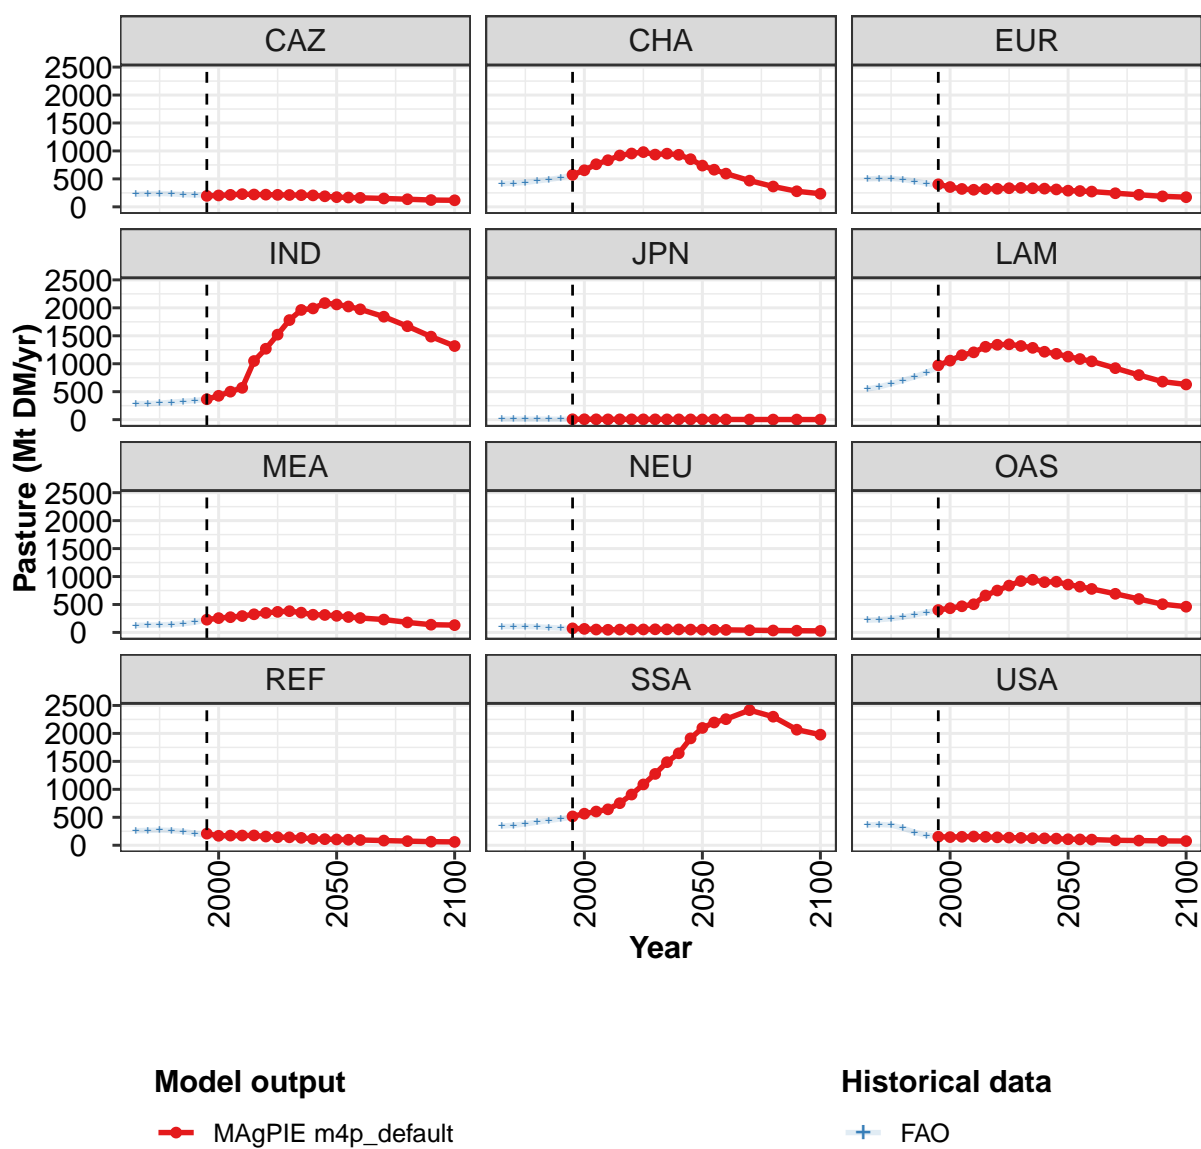 CAZ CHA EUR
2500
2000
1500
1000
500
0
IND JPN LAM
2500
2000
1500
1000
500
0
Pasture (Mt DM/yr)
MEA NEU OAS
2500
2000
1500
1000
500
0
REF SSA USA
2500
2000
1500
1000
500
0
2000 2050 2100 2000 2050 2100 2000 2050 2100
Year
Model output Historical data
MAgPIE m4p_default FAO